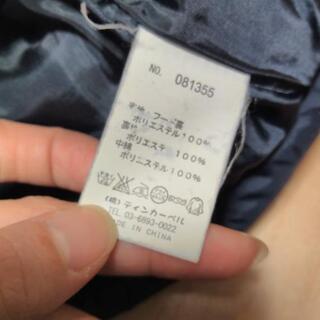 NO. 081355
表地 フード裏
ポリエステル100%
裏地
ポリエステ 100%
中綿
ポリエステル100%
(株)ティンカーベル
TEL. 03-6893-0022
MADE IN CHINA